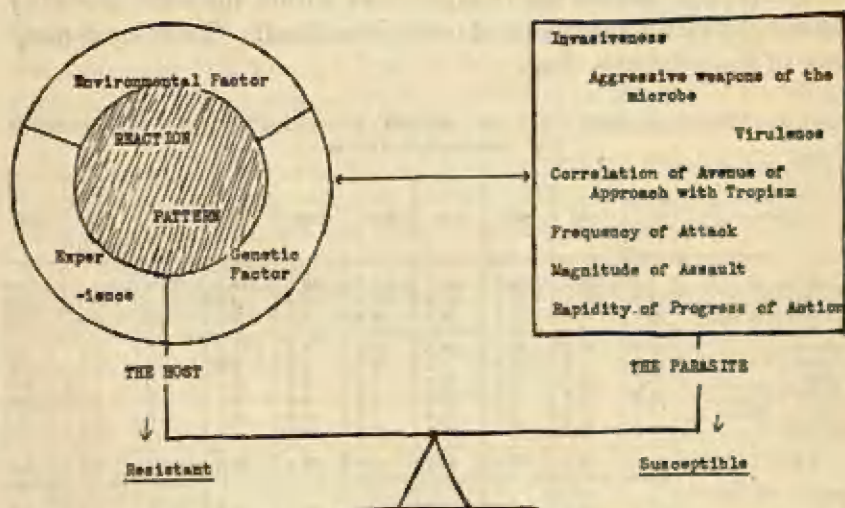 Environmental Factor
REACTION
PATTERN
Exper
-ience
Genetic
Factor
THE HOST
Resistant
Invasiveness
Aggressive weapons of the
microbe
Virulence
Correlation of Avenue of
Approach with Tropism
Frequency of Attack
Magnitude of Assault
Rapidity of Progress of Action
THE PARASITE
Susceptible